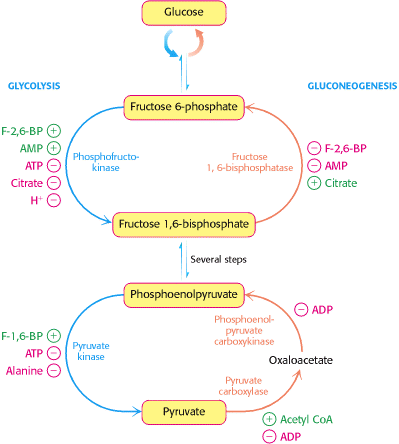 Glucose
GLYCOLYSIS
GLUCONEOGENESIS
Fructose 6-phosphate
F-2,6-BP +
AMP +
ATP −
Citrate −
H+ −
Phosphofructo-
kinase
Fructose
1, 6-bisphosphatase
− F-2,6-BP
− AMP
+ Citrate
Fructose 1,6-bisphosphate
Several steps
Phosphoenolpyruvate
− ADP
F-1,6-BP +
ATP −
Alanine −
Pyruvate
kinase
Phosphoenol-
pyruvate
carboxykinase
Oxaloacetate
Pyruvate
carboxylase
Pyruvate
+ Acetyl CoA
− ADP